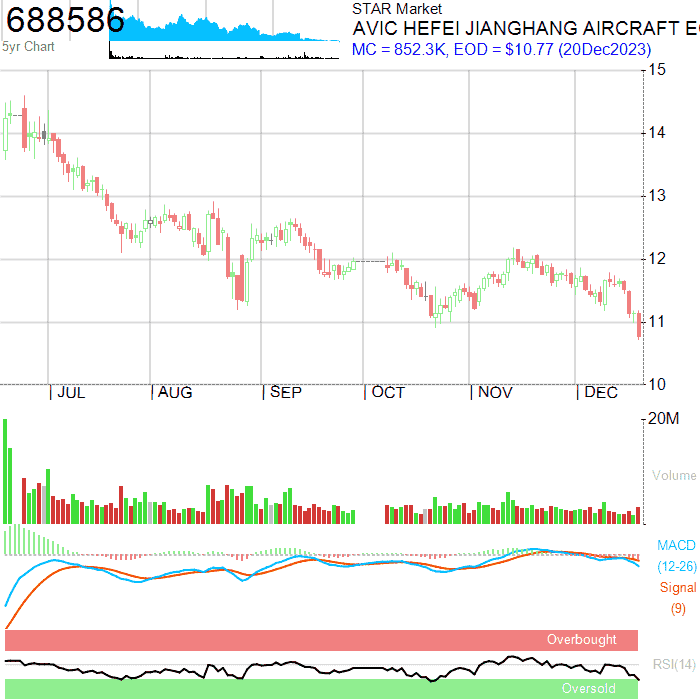 688586
5yr Chart
STAR Market
AVIC HEFEI JIANGHANG AIRCRAFT E
MC = 852.3K, EOD = $10.77 (20Dec2023)
15
14
13
12
11
10
JUL AUG SEP OCT NOV DEC
20M
Volume
MACD
(12-26)
Signal
(9)
Overbought
RSI(14)
Oversold